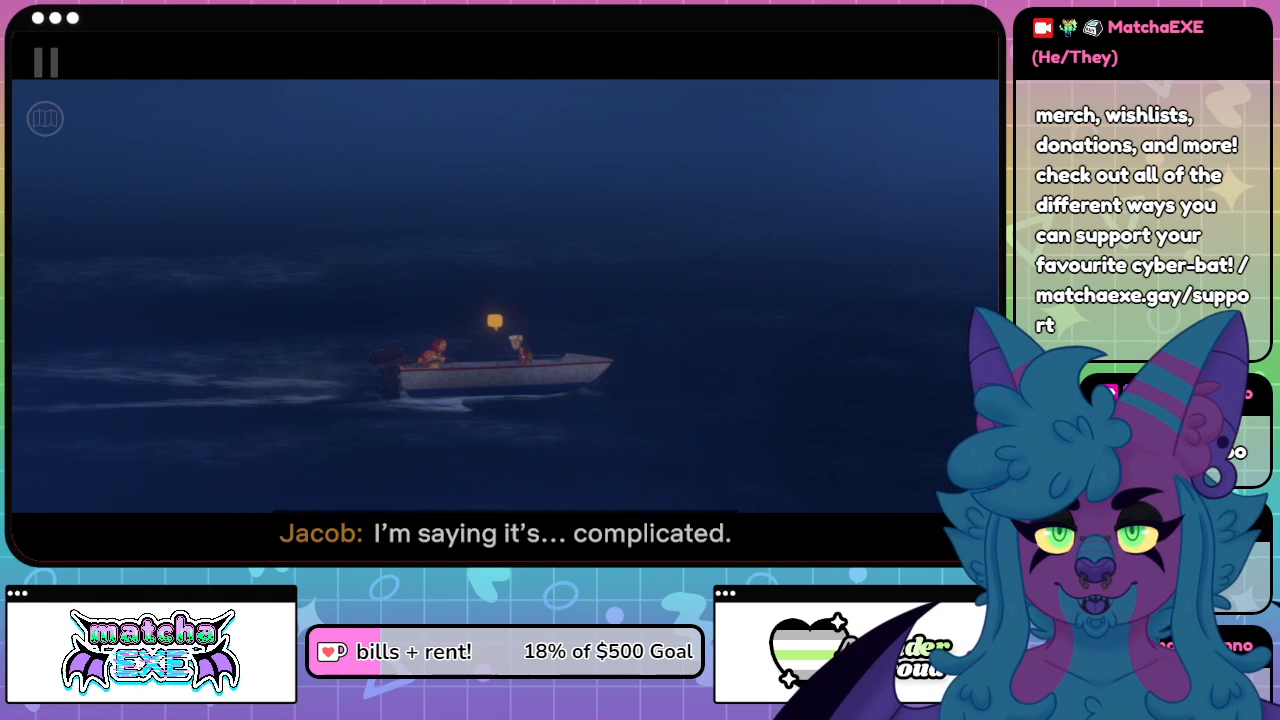 MatchaEXE
(He/They)
merch, wishlists,
donations, and more!
check out all of the
different ways you
can support your
favourite cyber-bat! /
matchaexe.gay/suppo
rt
Jacob: I'm saying it's... complicated.
matcha
EXE
bills + rent!
18% of $500 Goal